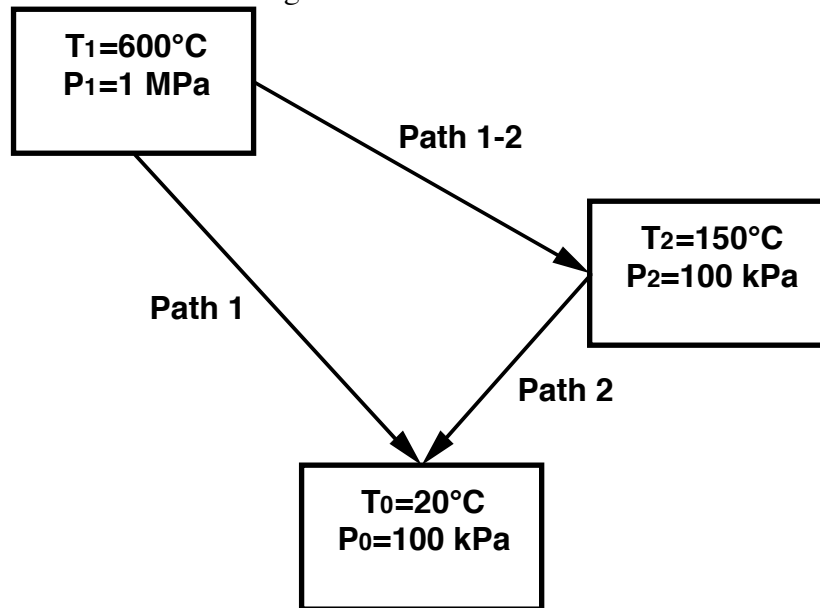 T1=600°C
P1=1 MPa
Path 1-2
T2=150°C
P2=100 kPa
Path 1
Path 2
T0=20°C
P0=100 kPa